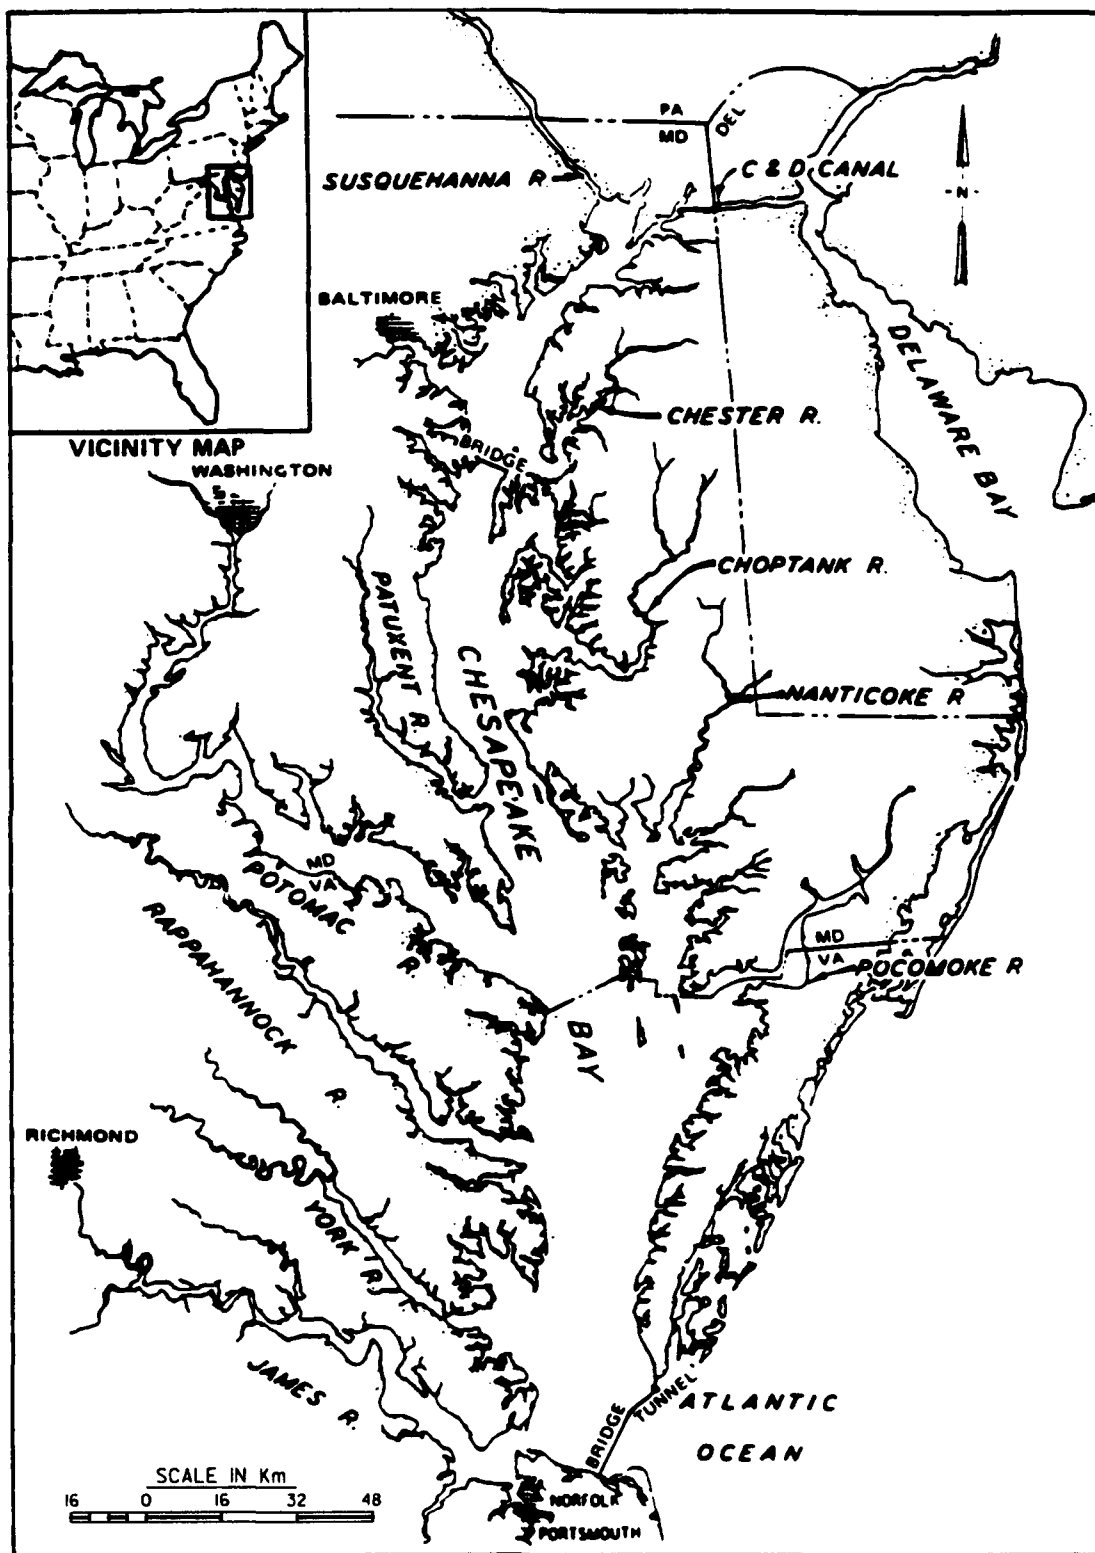 PA
MD
DEL
SUSQUEHANNA R
C & D CANAL
N
BALTIMORE
DELAWARE BAY
CHESTER R.
BRIDGE
VICINITY MAP
WASHINGTON
CHOPTANK R.
PATUXENT R.
CHESAPEAKE
NANTICOKE R
MD
VA
POTOMAC
R.
RAPPAHANNOCK
R.
MD
VA
POCOMOKE R
BAY
RICHMOND
YORK R.
JAMES R.
BRIDGE
TUNNEL
ATLANTIC
OCEAN
SCALE IN Km
16 0 16 32 48
NORFOLK
PORTSMOUTH